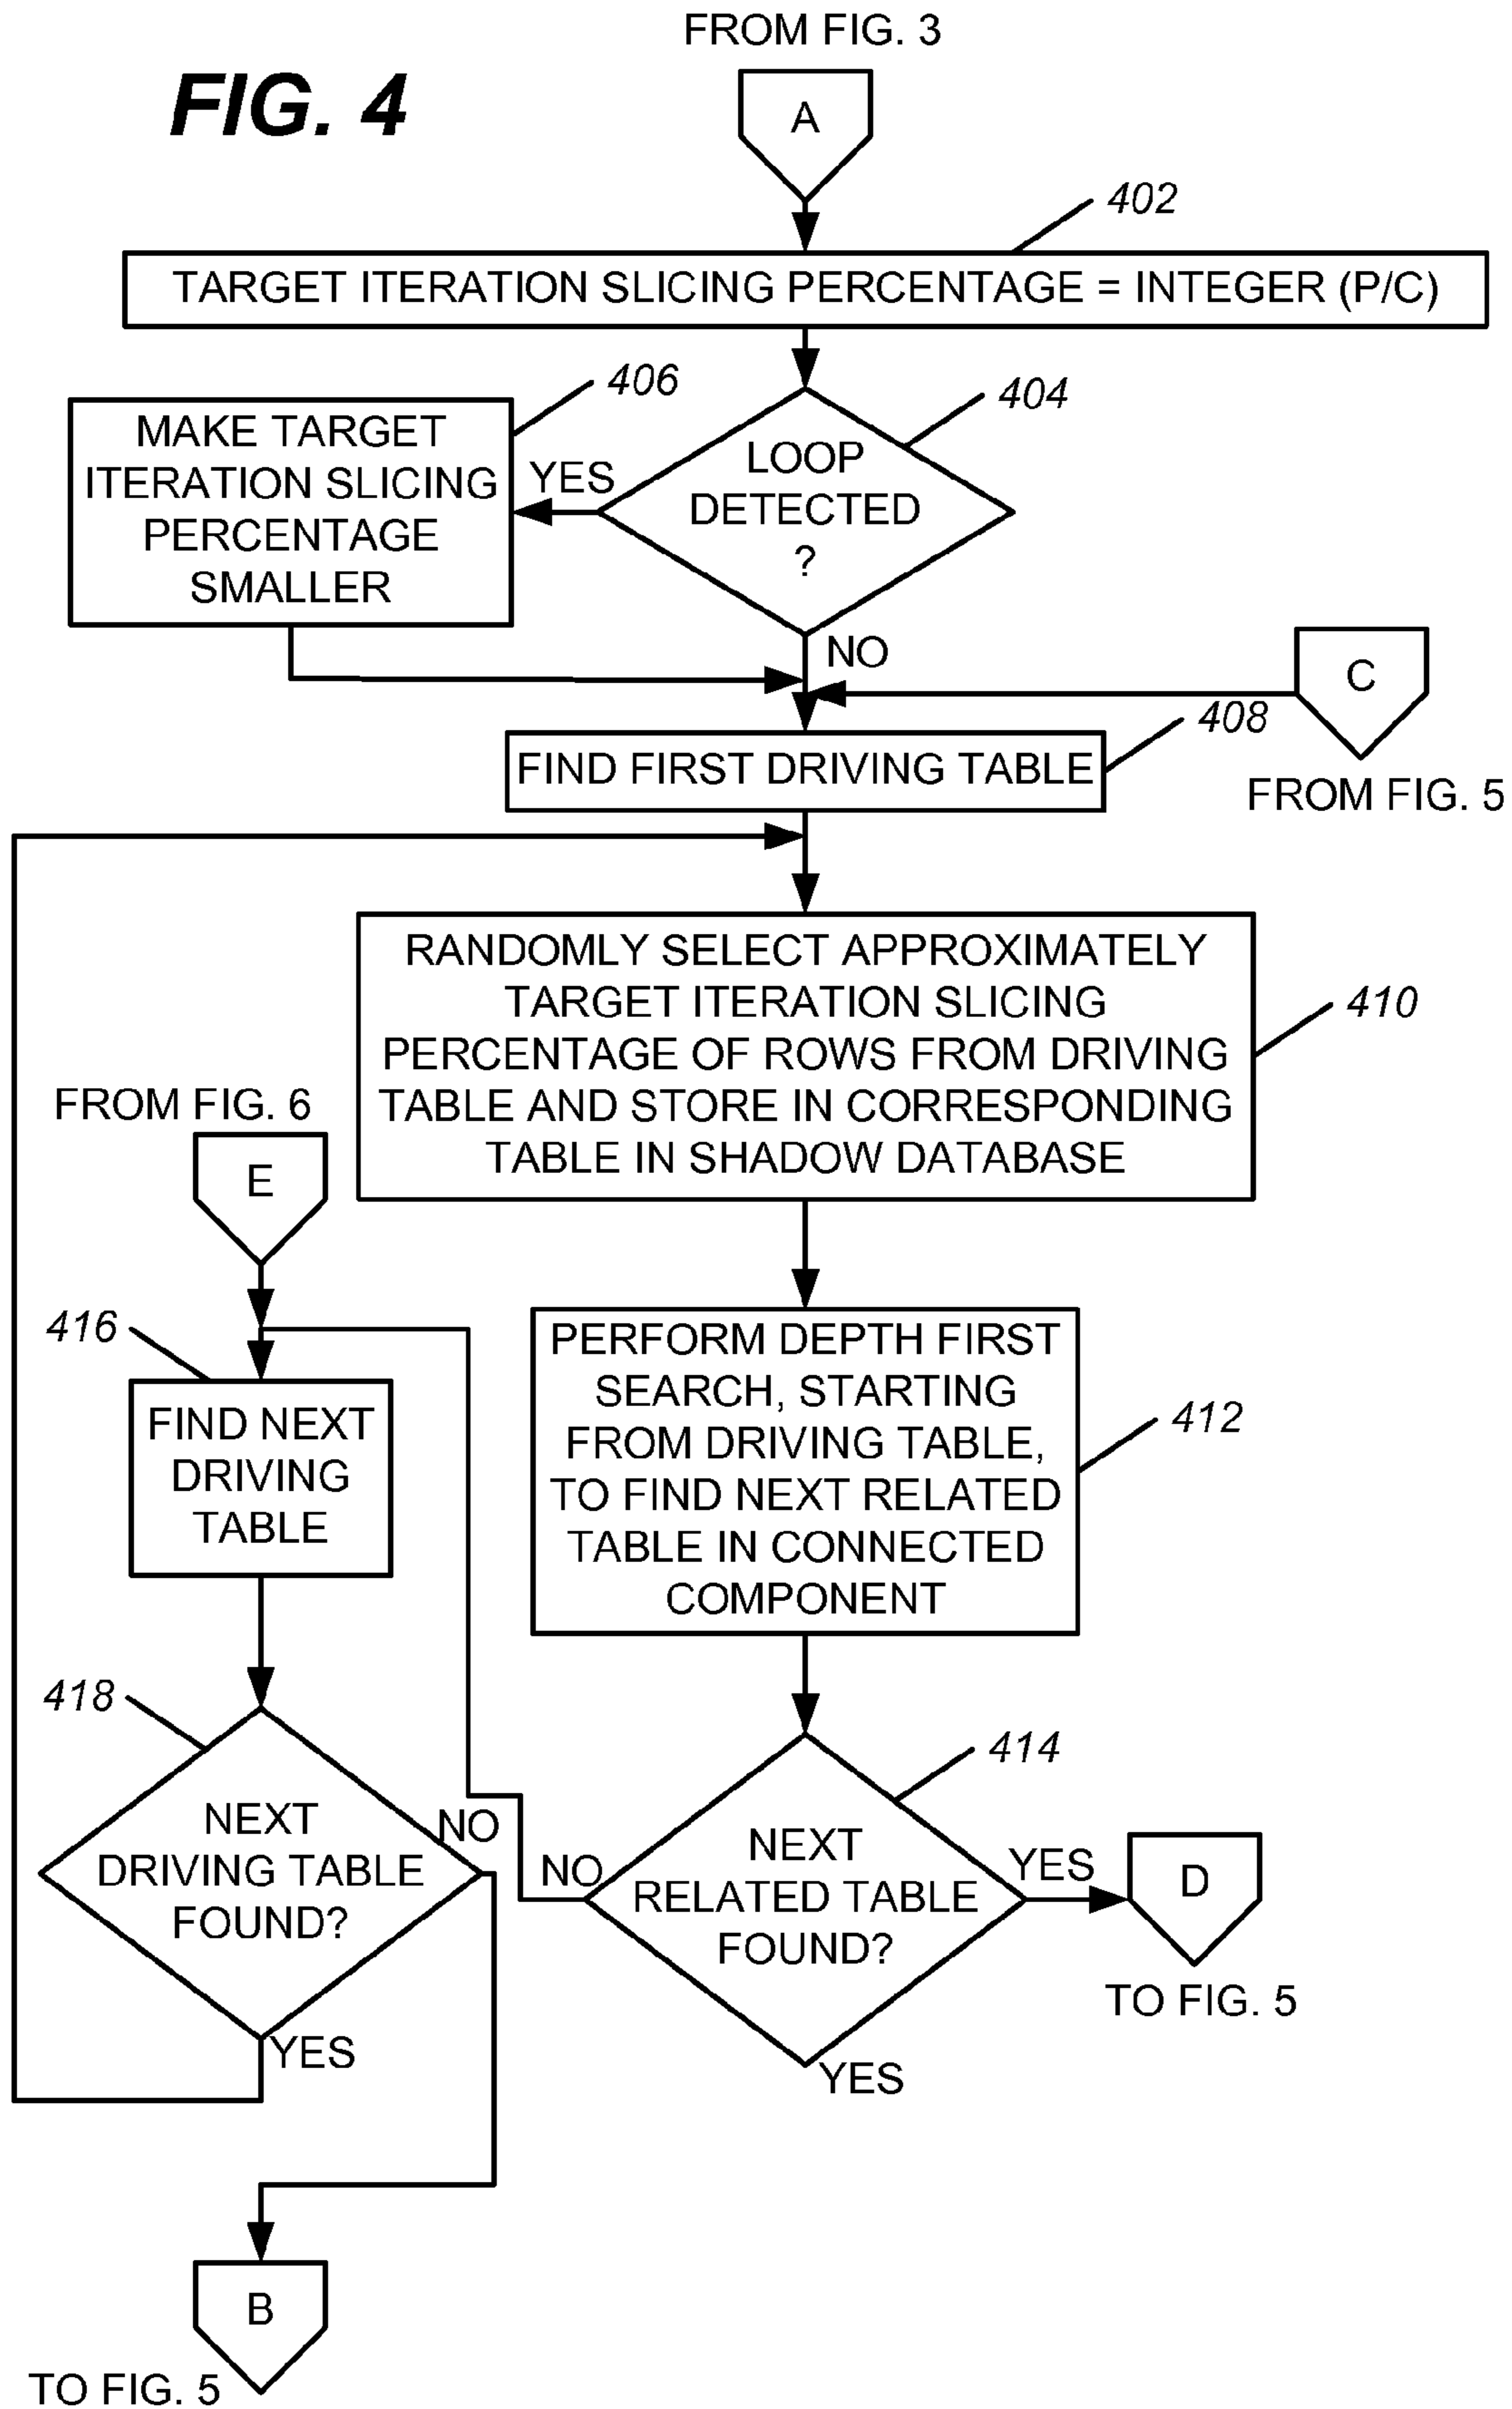 FROM FIG. 3
FIG. 4
A
402
TARGET ITERATION SLICING PERCENTAGE = INTEGER (P/C)
406
404
MAKE TARGET
ITERATION SLICING
PERCENTAGE
SMALLER
YES
LOOP
DETECTED
?
NO
C
408
FIND FIRST DRIVING TABLE
FROM FIG. 5
RANDOMLY SELECT APPROXIMATELY
TARGET ITERATION SLICING
PERCENTAGE OF ROWS FROM DRIVING
TABLE AND STORE IN CORRESPONDING
TABLE IN SHADOW DATABASE
410
FROM FIG. 6
E
416
FIND NEXT
DRIVING
TABLE
PERFORM DEPTH FIRST
SEARCH, STARTING
FROM DRIVING TABLE,
TO FIND NEXT RELATED
TABLE IN CONNECTED
COMPONENT
412
418
NEXT
DRIVING TABLE
FOUND?
NO
YES
414
NO
NEXT
RELATED TABLE
FOUND?
YES
D
TO FIG. 5
YES
B
TO FIG. 5